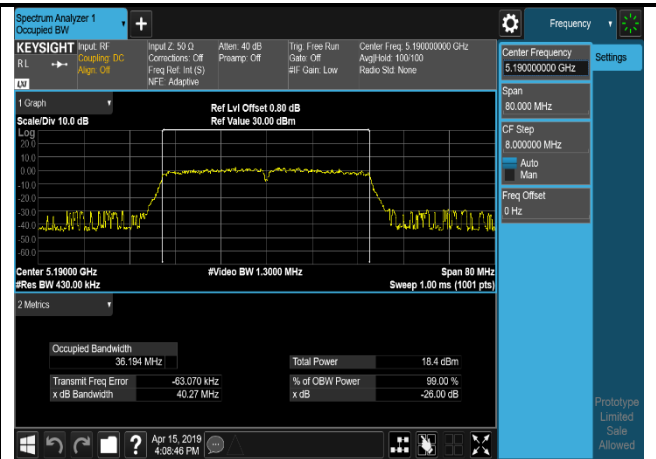 Spectrum Analyzer 1
Occupied BW
Frequency
KEYSIGHT
RL
LXI
Input: RF
Coupling: DC
Align: Off
Input Z: 50 Ω
Corrections: Off
Freq Ref: Int (S)
NFE: Adaptive
Atten: 40 dB
Preamp: Off
Trig: Free Run
Gate: Off
#IF Gain: Low
Center Freq: 5.190000000 GHz
Avg|Hold: 100/100
Radio Std: None
Center Frequency
5.190000000 GHz
Settings
Span
80.000 MHz
CF Step
8.000000 MHz
Auto
Man
Freq Offset
0 Hz
1 Graph
Scale/Div 10.0 dB
Ref Lvl Offset 0.80 dB
Ref Value 30.00 dBm
Log
20.0
10.0
0.00
-10.0
-20.0
-30.0
-40.0
-50.0
-60.0
Center 5.19000 GHz
#Res BW 430.00 kHz
#Video BW 1.3000 MHz
Span 80 MHz
Sweep 1.00 ms (1001 pts)
2 Metrics
Occupied Bandwidth
36.194 MHz
Total Power 18.4 dBm
Transmit Freq Error -63.070 kHz
% of OBW Power 99.00 %
x dB Bandwidth 40.27 MHz
x dB -26.00 dB
Prototype
Limited
Sale
Allowed
?
Apr 15, 2019
4:08:46 PM